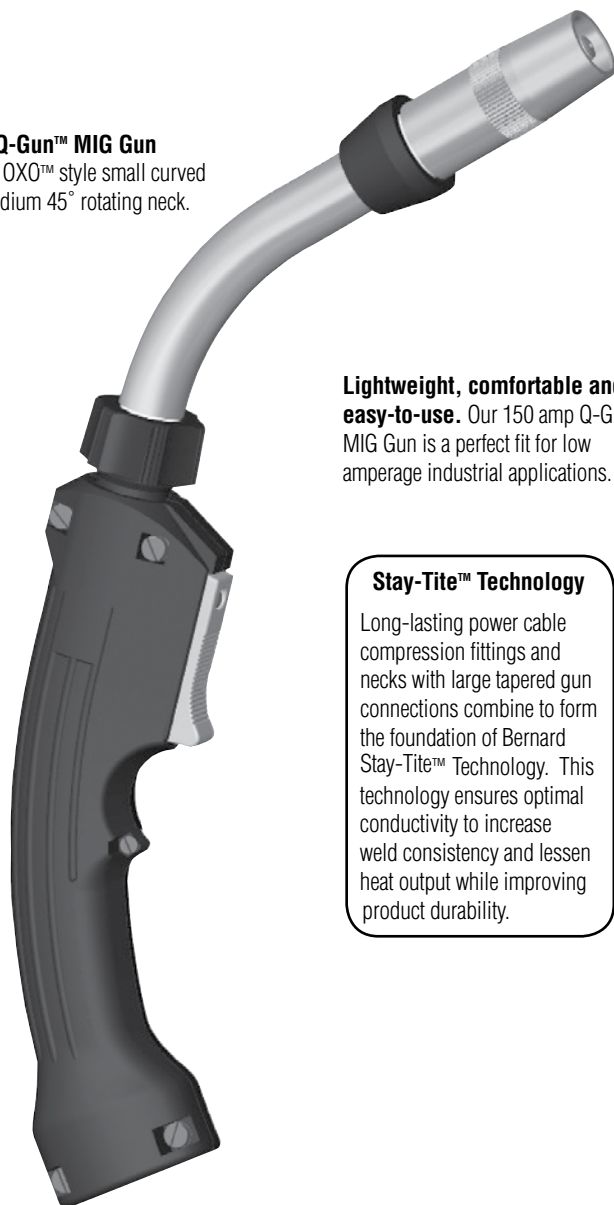 Q-Gun™ MIG Gun
OXO™ style small curved
45˚ rotating neck.
Lightweight, comfortable
easy-to-use. Our 150 amp
MIG Gun is a perfect fit for low
amperage industrial applications.
Stay-Tite™ Technology
Long-lasting power cable
compression fittings and
necks with large tapered gun
connections combine to form
the foundation of Bernard
Stay-Tite™ Technology. This
technology ensures optimal
conductivity to increase
weld consistency and lessen
heat output while improving
product durability.